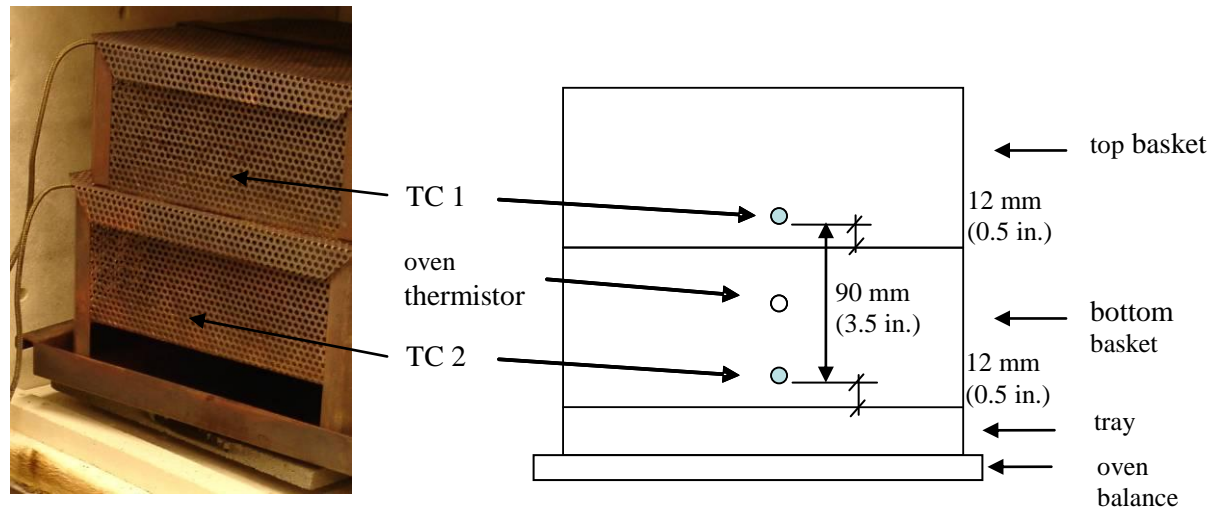 top basket
TC 1
12 mm
(0.5 in.)
oven
thermistor
90 mm
(3.5 in.)
bottom
basket
TC 2
12 mm
(0.5 in.)
tray
oven
balance